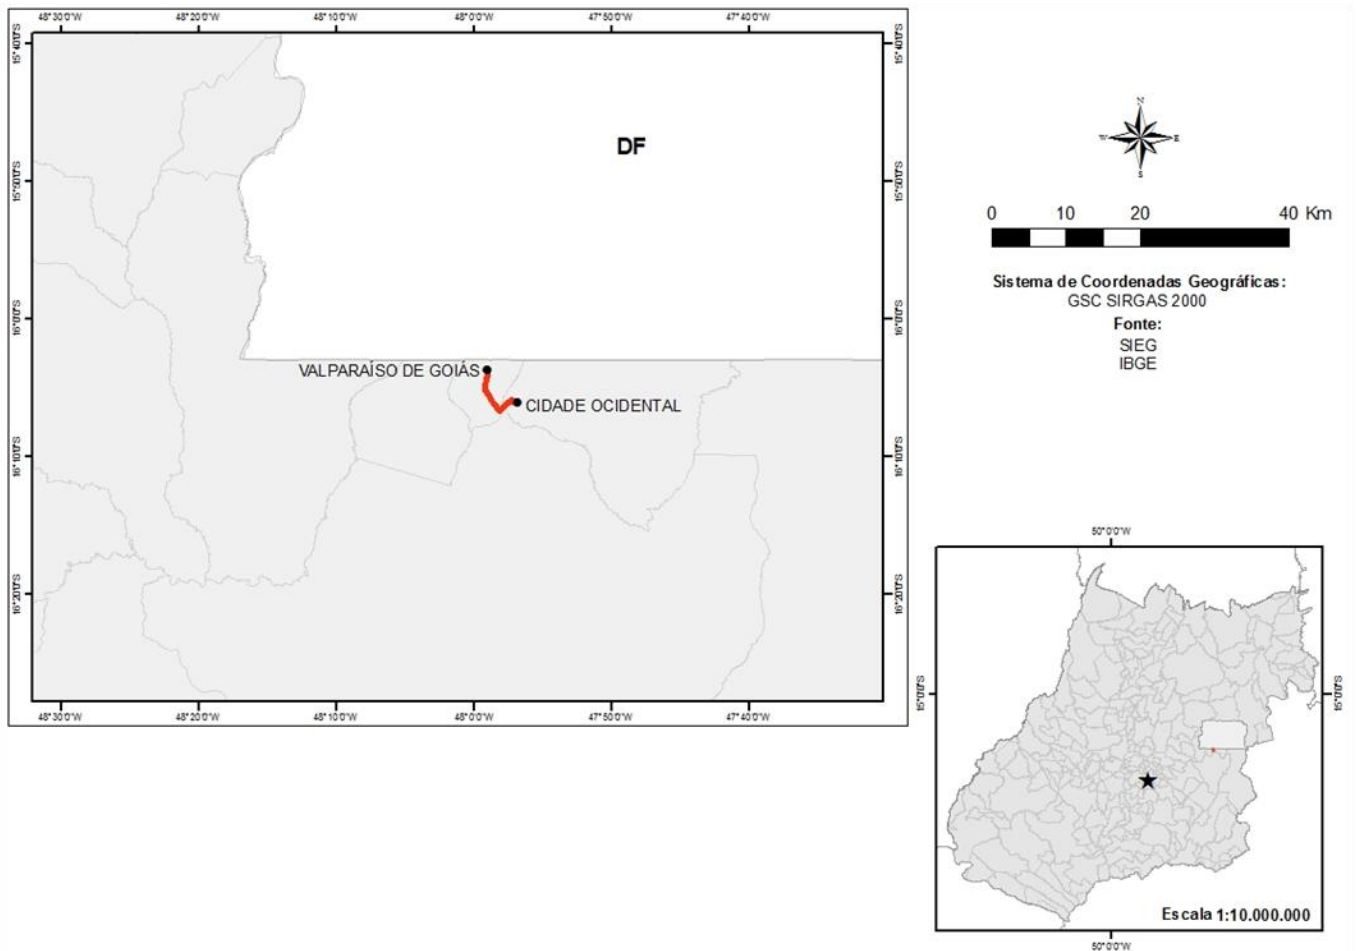 48°30'0"W 48°20'0"W 48°10'0"W 48°0'0"W 47°50'0"W 47°40'0"W
15°40'0"S 15°40'0"S
DF
15°50'0"S 15°50'0"S
16°0'0"S 16°0'0"S
VALPARAÍSO DE GOIÁS
CIDADE OCIDENTAL
16°10'0"S 16°10'0"S
16°20'0"S 16°20'0"S
48°30'0"W 48°20'0"W 48°10'0"W 48°0'0"W 47°50'0"W 47°40'0"W
N
W E
S
0 10 20 40 Km
Sistema de Coordenadas Geográficas:
GSC SIRGAS 2000
Fonte:
SIEG
IBGE
50°0'0"W
15°0'0"S 15°0'0"S
Escala 1:10.000.000
50°0'0"W